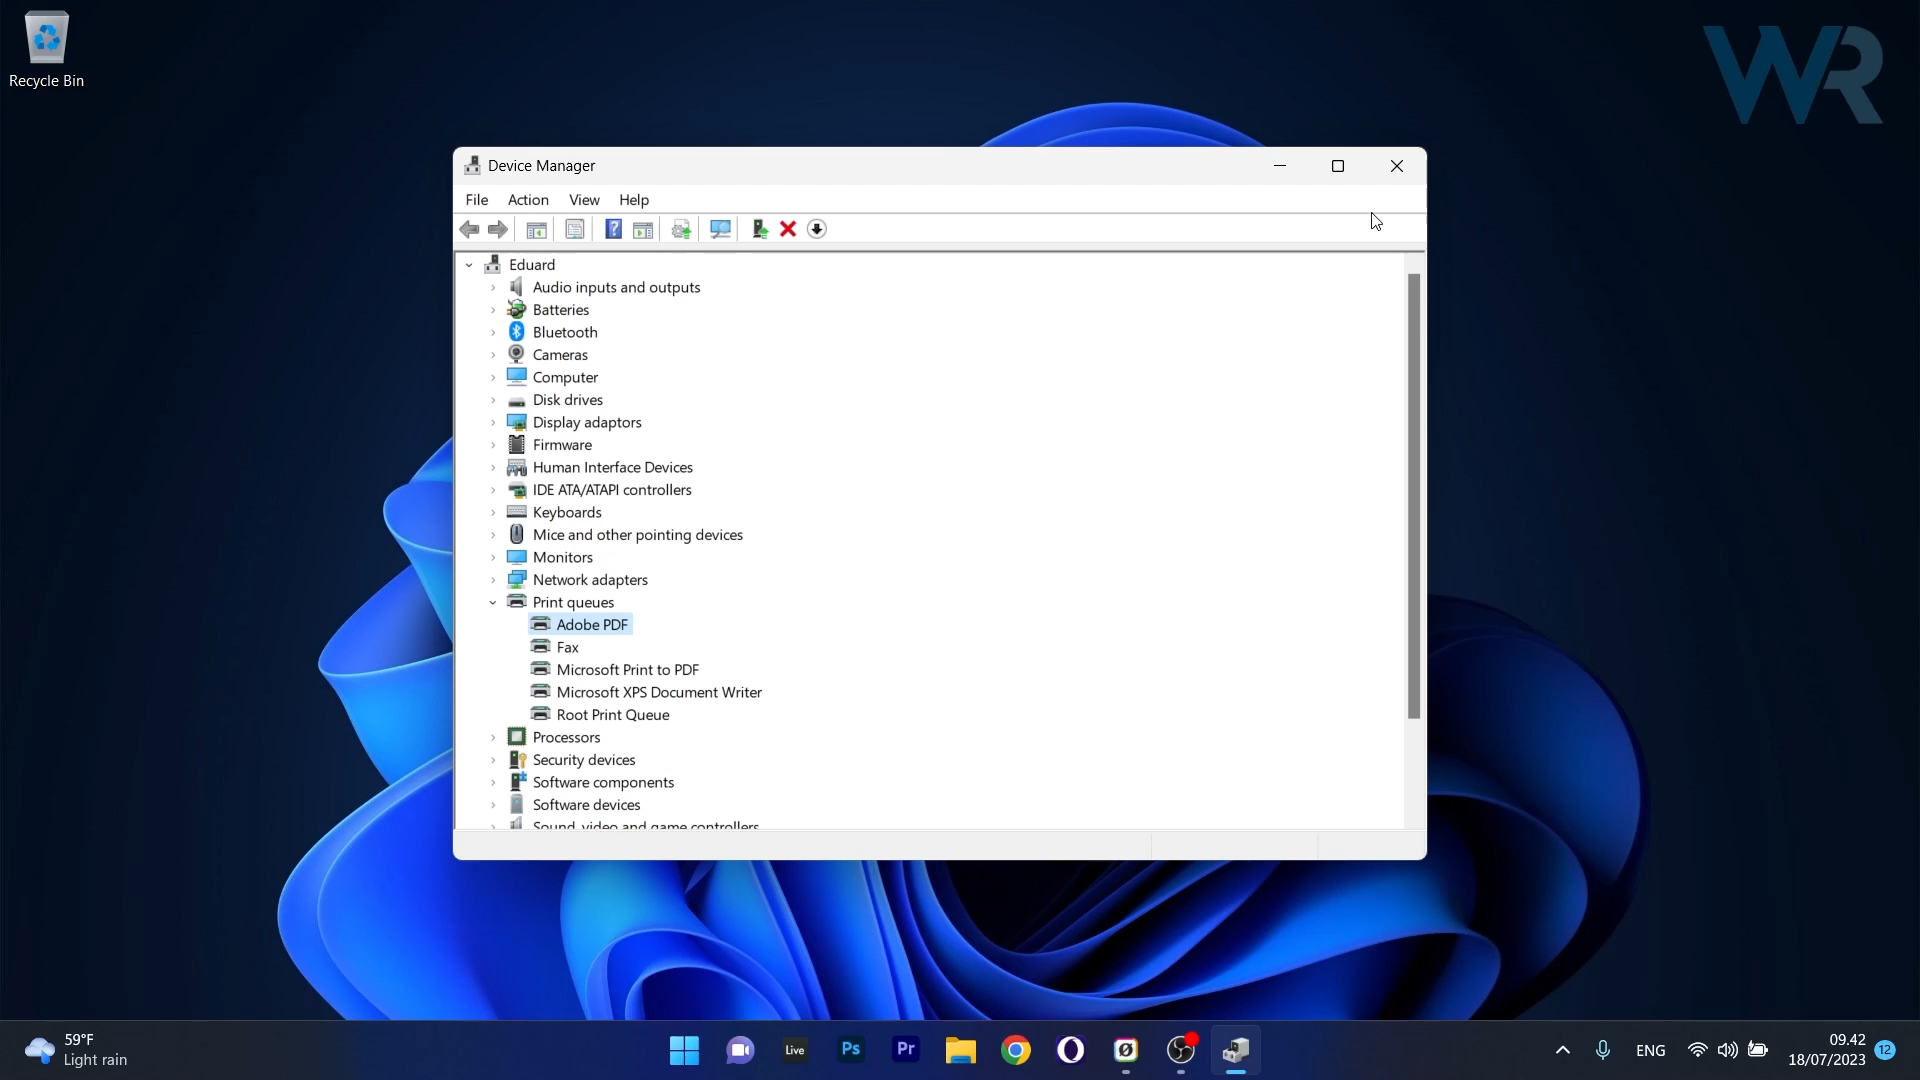 Recycle Bin
WR
Device Manager
File Action View Help
Eduard
Audio inputs and outputs
Batteries
Bluetooth
Cameras
Computer
Disk drives
Display adaptors
Firmware
Human Interface Devices
IDE ATA/ATAPI controllers
Keyboards
Mice and other pointing devices
Monitors
Network adapters
Print queues
Adobe PDF
Fax
Microsoft Print to PDF
Microsoft XPS Document Writer
Root Print Queue
Processors
Security devices
Software components
Software devices
Sound, video and game controllers
59°F
Light rain
Live
Ps
Pr
ENG
09.42
18/07/2023
12